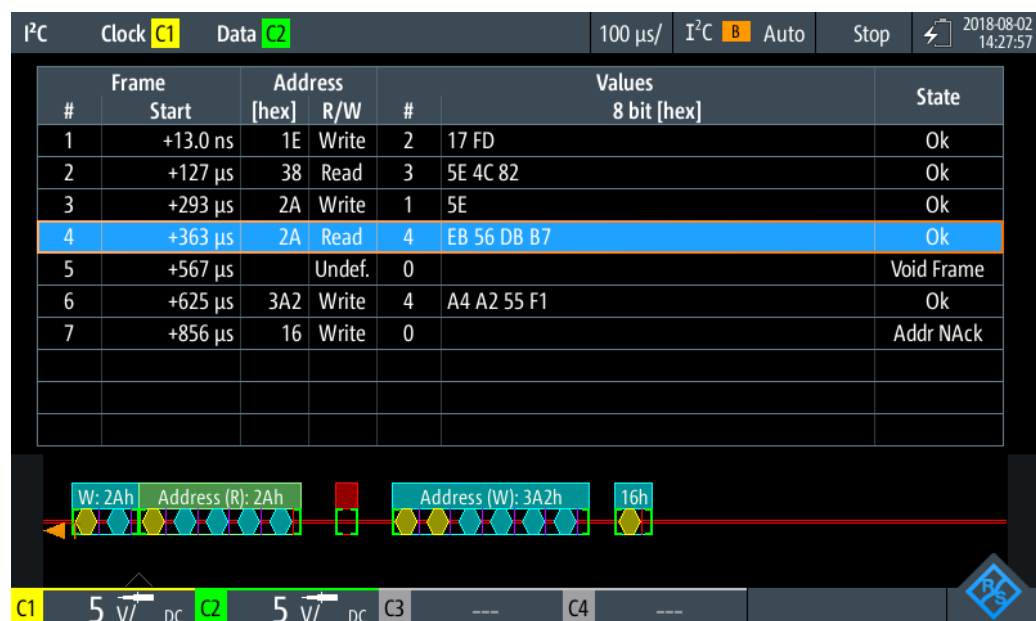 I²C Clock C1 Data C2 100 µs/ I²C B Auto Stop 2018-08-02
14:27:57
Frame Address Values State
# Start [hex] R/W # 8 bit [hex]
1 +13.0 ns 1E Write 2 17 FD Ok
2 +127 µs 38 Read 3 5E 4C 82 Ok
3 +293 µs 2A Write 1 5E Ok
4 +363 µs 2A Read 4 EB 56 DB B7 Ok
5 +567 µs Undef. 0 Void Frame
6 +625 µs 3A2 Write 4 A4 A2 55 F1 Ok
7 +856 µs 16 Write 0 Addr NAck
W: 2Ah Address (R): 2Ah Address (W): 3A2h 16h
R&S
C1 5 V/ DC C2 5 V/ DC C3 --- C4 ---